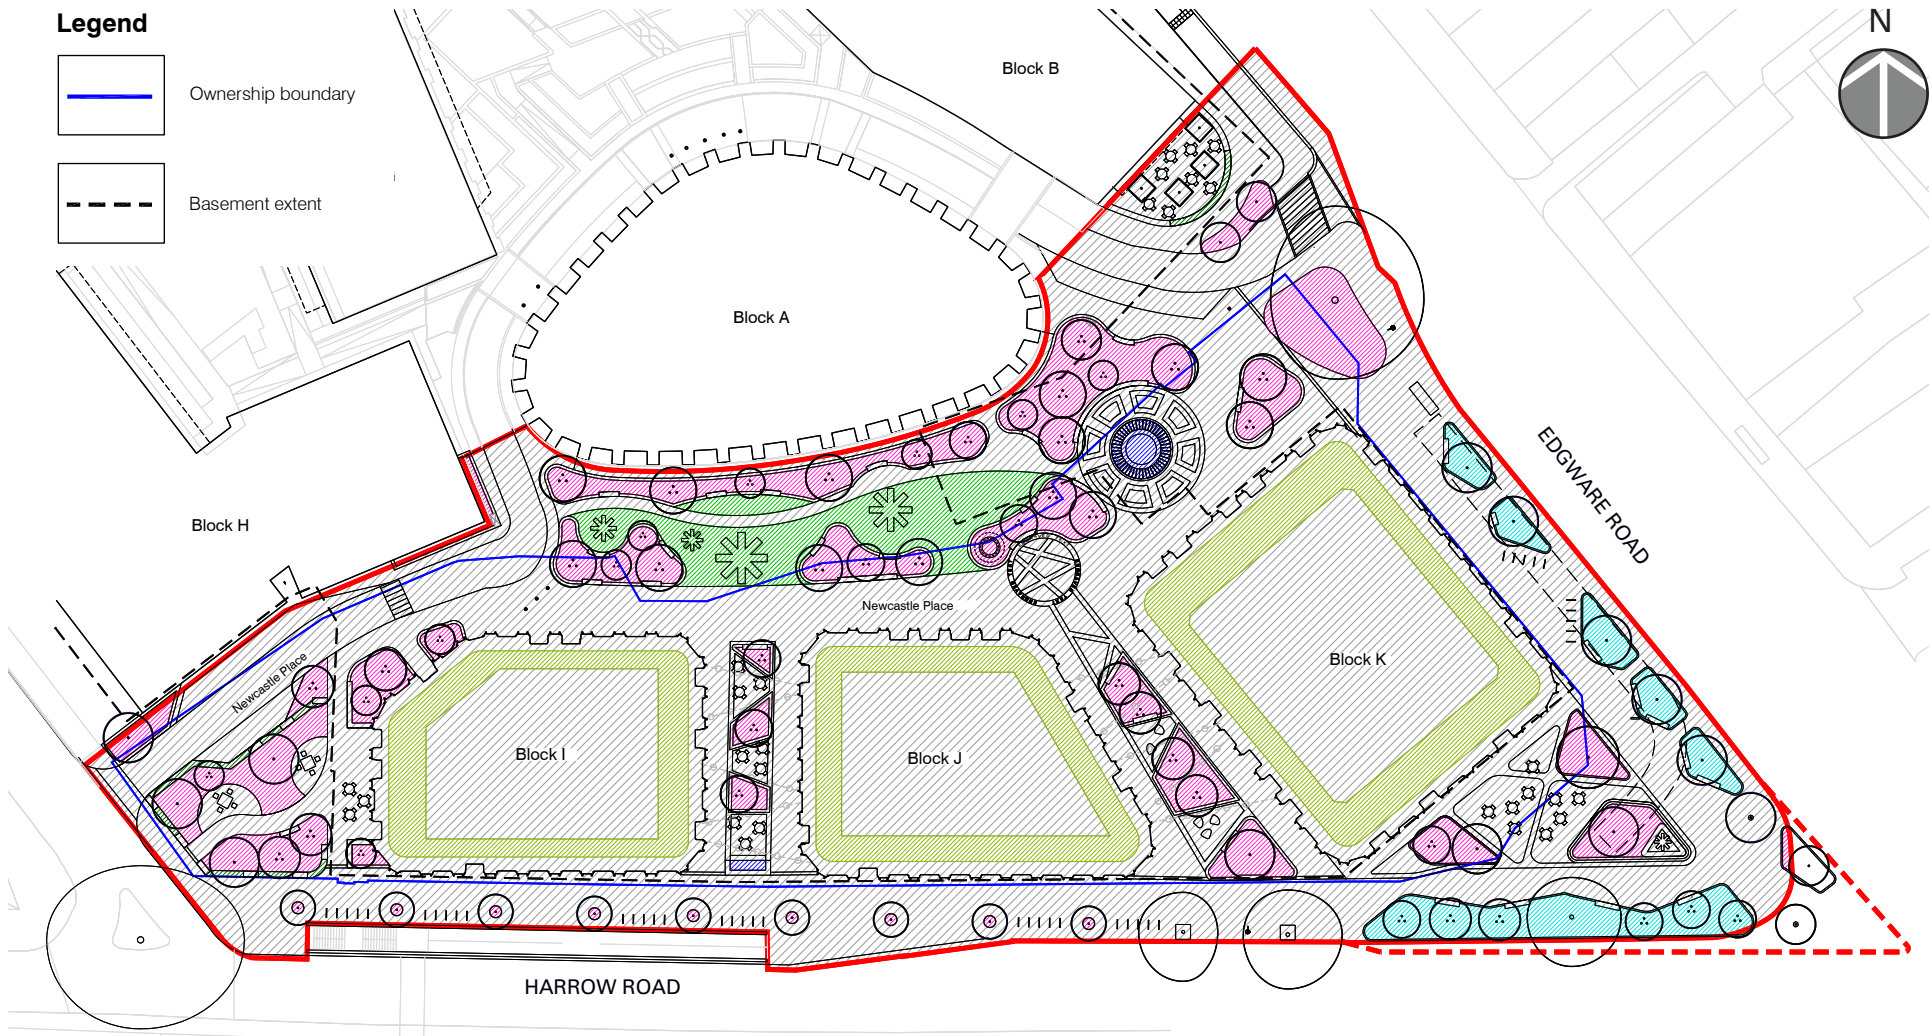 Legend
N
Ownership boundary
Block B
Basement extent
Block A
Block H
EDGWARE ROAD
Newcastle Place
Newcastle Place
Block K
Block I
Block J
HARROW ROAD